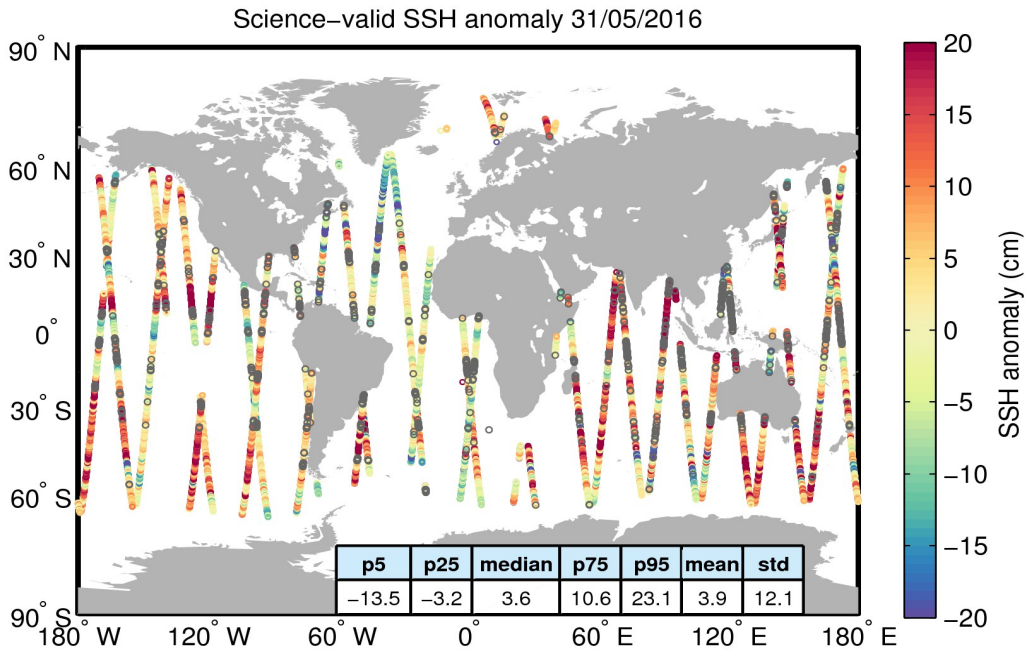 Science−valid SSH anomaly 31/05/2016
90° N
60° N
30° N
0°
30° S
60° S
90° S
180° W 120° W 60° W 0° 60° E 120° E 180° E
p5 p25 median p75 p95 mean std
−13.5 −3.2 3.6 10.6 23.1 3.9 12.1
20
15
10
5
0
−5
−10
−15
−20
SSH anomaly (cm)